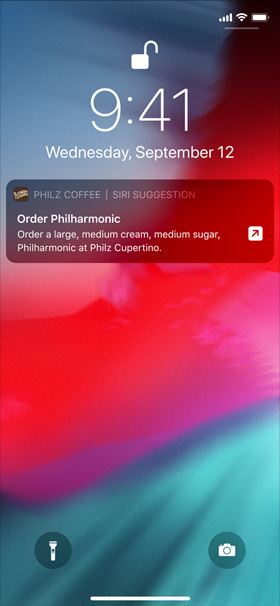 9:41
Wednesday, September 12
PHILZ COFFEE | SIRI SUGGESTION
Order Philharmonic
Order a large, medium cream, medium sugar,
Philharmonic at Philz Cupertino.